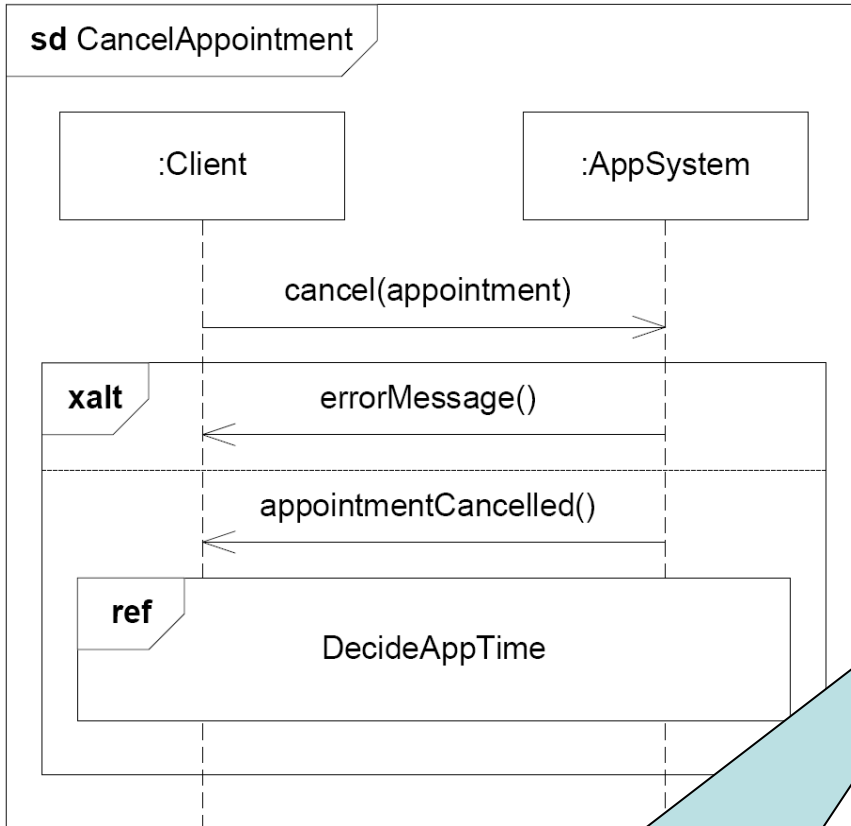 sd CancelAppointment
:Client
:AppSystem
cancel(appointment)
xalt
errorMessage()
appointmentCancelled()
ref
DecideAppTime